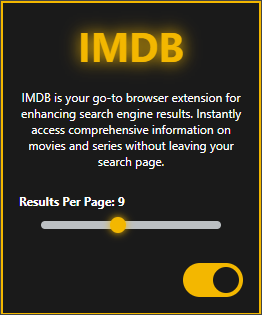 IMDB
IMDB is your go-to browser extension for
enhancing search engine results. Instantly
access comprehensive information on
movies and series without leaving your
search page.
Results Per Page: 9